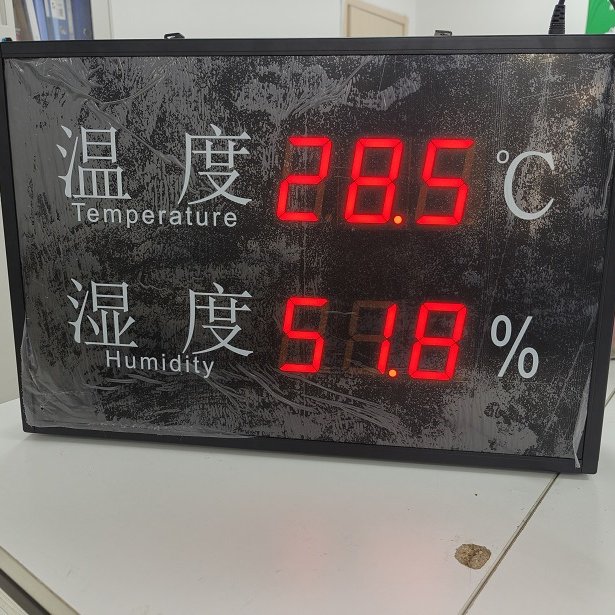 温度 28.5 ℃
Temperature
湿度 51.8 %
Humidity